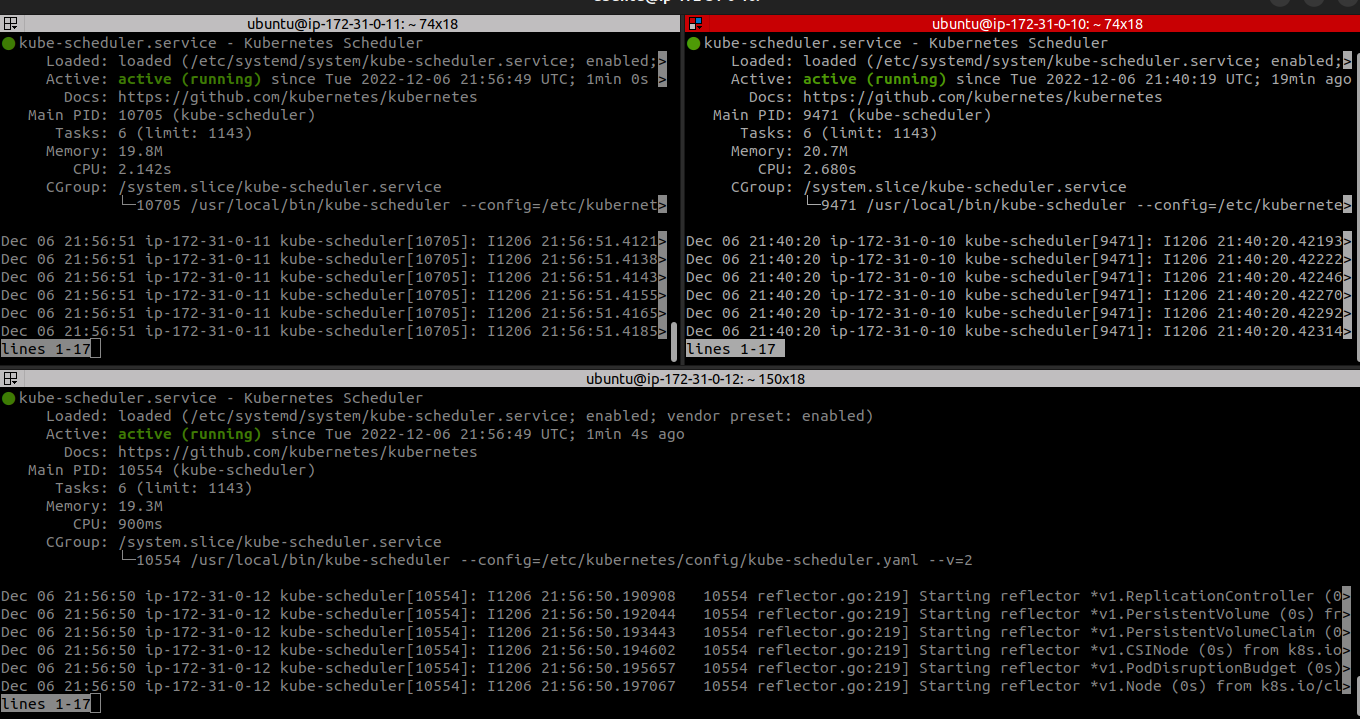 ubuntu@ip-172-31-0-11: ~ 74x18
kube-scheduler.service - Kubernetes Scheduler
Loaded: loaded (/etc/systemd/system/kube-scheduler.service; enabled;>
Active: active (running) since Tue 2022-12-06 21:56:49 UTC; 1min 0s >
Docs: https://github.com/kubernetes/kubernetes
Main PID: 10705 (kube-scheduler)
Tasks: 6 (limit: 1143)
Memory: 19.8M
CPU: 2.142s
CGroup: /system.slice/kube-scheduler.service
└─10705 /usr/local/bin/kube-scheduler --config=/etc/kubernet>
Dec 06 21:56:51 ip-172-31-0-11 kube-scheduler[10705]: I1206 21:56:51.4121>
Dec 06 21:56:51 ip-172-31-0-11 kube-scheduler[10705]: I1206 21:56:51.4138>
Dec 06 21:56:51 ip-172-31-0-11 kube-scheduler[10705]: I1206 21:56:51.4143>
Dec 06 21:56:51 ip-172-31-0-11 kube-scheduler[10705]: I1206 21:56:51.4155>
Dec 06 21:56:51 ip-172-31-0-11 kube-scheduler[10705]: I1206 21:56:51.4165>
Dec 06 21:56:51 ip-172-31-0-11 kube-scheduler[10705]: I1206 21:56:51.4185>
lines 1-17
ubuntu@ip-172-31-0-10: ~ 74x18
kube-scheduler.service - Kubernetes Scheduler
Loaded: loaded (/etc/systemd/system/kube-scheduler.service; enabled;>
Active: active (running) since Tue 2022-12-06 21:40:19 UTC; 19min ago
Docs: https://github.com/kubernetes/kubernetes
Main PID: 9471 (kube-scheduler)
Tasks: 6 (limit: 1143)
Memory: 20.7M
CPU: 2.680s
CGroup: /system.slice/kube-scheduler.service
└─9471 /usr/local/bin/kube-scheduler --config=/etc/kubernete>
Dec 06 21:40:20 ip-172-31-0-10 kube-scheduler[9471]: I1206 21:40:20.42193>
Dec 06 21:40:20 ip-172-31-0-10 kube-scheduler[9471]: I1206 21:40:20.42222>
Dec 06 21:40:20 ip-172-31-0-10 kube-scheduler[9471]: I1206 21:40:20.42246>
Dec 06 21:40:20 ip-172-31-0-10 kube-scheduler[9471]: I1206 21:40:20.42270>
Dec 06 21:40:20 ip-172-31-0-10 kube-scheduler[9471]: I1206 21:40:20.42292>
Dec 06 21:40:20 ip-172-31-0-10 kube-scheduler[9471]: I1206 21:40:20.42314>
lines 1-17
ubuntu@ip-172-31-0-12: ~ 150x18
kube-scheduler.service - Kubernetes Scheduler
Loaded: loaded (/etc/systemd/system/kube-scheduler.service; enabled; vendor preset: enabled)
Active: active (running) since Tue 2022-12-06 21:56:49 UTC; 1min 4s ago
Docs: https://github.com/kubernetes/kubernetes
Main PID: 10554 (kube-scheduler)
Tasks: 6 (limit: 1143)
Memory: 19.3M
CPU: 900ms
CGroup: /system.slice/kube-scheduler.service
└─10554 /usr/local/bin/kube-scheduler --config=/etc/kubernetes/config/kube-scheduler.yaml --v=2
Dec 06 21:56:50 ip-172-31-0-12 kube-scheduler[10554]: I1206 21:56:50.190908 10554 reflector.go:219] Starting reflector *v1.ReplicationController (0>
Dec 06 21:56:50 ip-172-31-0-12 kube-scheduler[10554]: I1206 21:56:50.192044 10554 reflector.go:219] Starting reflector *v1.PersistentVolume (0s) fr>
Dec 06 21:56:50 ip-172-31-0-12 kube-scheduler[10554]: I1206 21:56:50.193443 10554 reflector.go:219] Starting reflector *v1.PersistentVolumeClaim (0>
Dec 06 21:56:50 ip-172-31-0-12 kube-scheduler[10554]: I1206 21:56:50.194602 10554 reflector.go:219] Starting reflector *v1.CSINode (0s) from k8s.io>
Dec 06 21:56:50 ip-172-31-0-12 kube-scheduler[10554]: I1206 21:56:50.195657 10554 reflector.go:219] Starting reflector *v1.PodDisruptionBudget (0s)>
Dec 06 21:56:50 ip-172-31-0-12 kube-scheduler[10554]: I1206 21:56:50.197067 10554 reflector.go:219] Starting reflector *v1.Node (0s) from k8s.io/cl>
lines 1-17